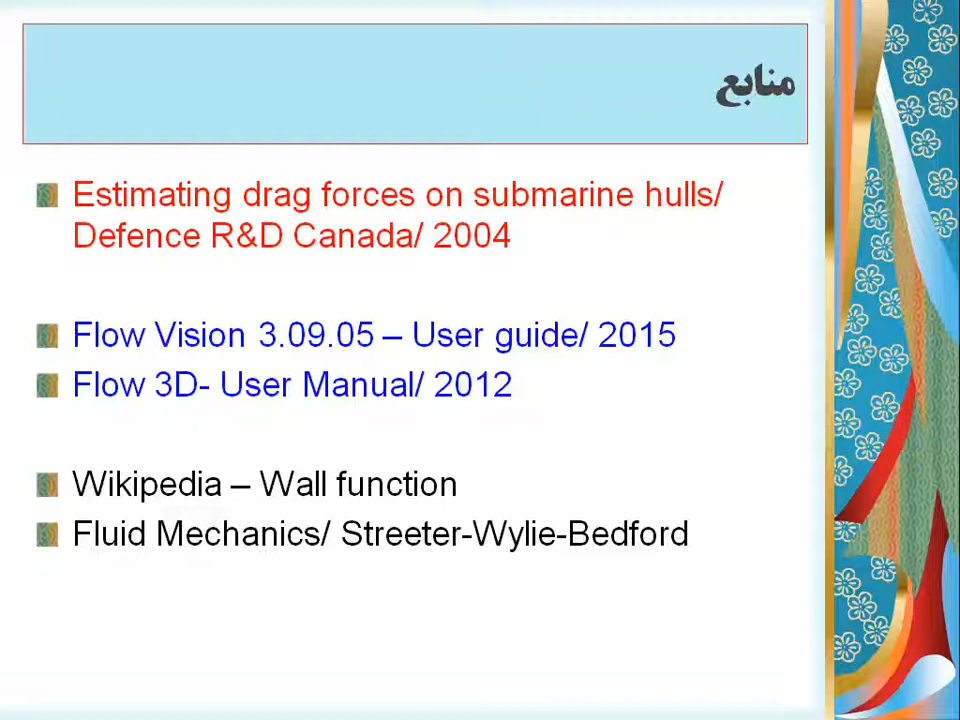 منابع
Estimating drag forces on submarine hulls/
Defence R&D Canada/ 2004
Flow Vision 3.09.05 – User guide/ 2015
Flow 3D- User Manual/ 2012
Wikipedia – Wall function
Fluid Mechanics/ Streeter-Wylie-Bedford